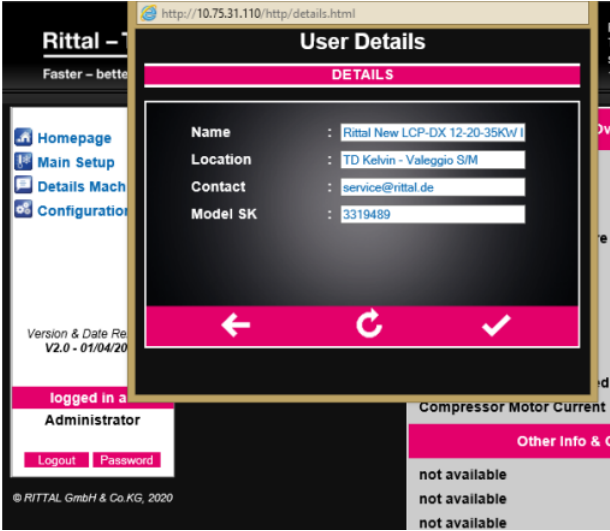 http://10.75.31.110/http/details.html
Rittal –
Faster – bette
User Details
DETAILS
Name : Rittal New LCP-DX 12-20-35KW
Location : TD Kelvin - Valeggio S/M
Contact : service@rittal.de
Model SK : 3319489
Homepage
Main Setup
Details Mach
Configuration
Version & Date Re
V2.0 - 01/04/20
logged in a
Administrator
Logout Password
© RITTAL GmbH & Co.KG, 2020
Compressor Motor Current
Other Info &
not available
not available
not available